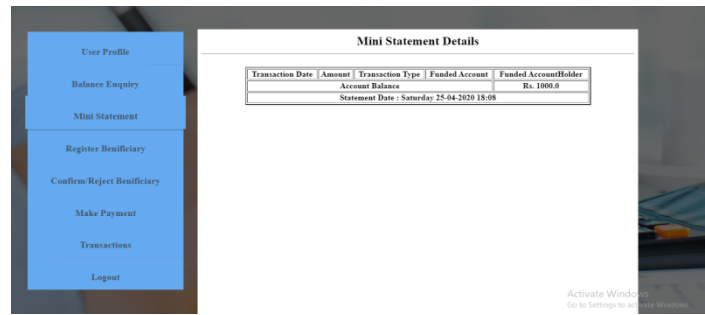 User Profile
Balance Enquiry
Mini Statement
Register Benificiary
Confirm/Reject Benificiary
Make Payment
Transactions
Logout
Mini Statement Details
Transaction Date Amount Transaction Type Funded Account Funded AccountHolder
Account Balance Rs. 1000.0
Statement Date : Saturday 25-04-2020 18:08
Activate Windows
Go to Settings to activate Windows.